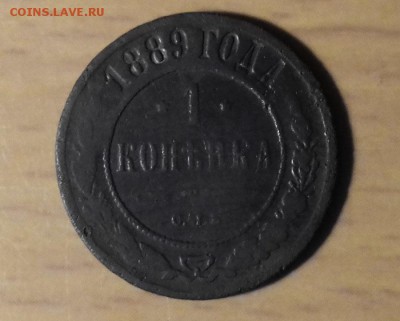 COINS.LAVE.RU
1889 ГОДА
1
КОПѢЙКА
С.П.Б.